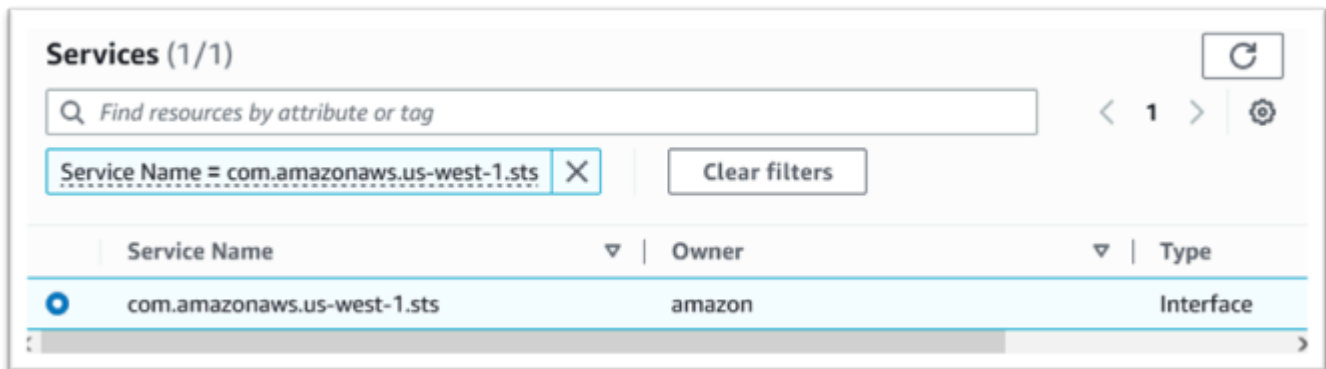 Services (1/1)
Find resources by attribute or tag
1
Service Name = com.amazonaws.us-west-1.sts
Clear filters
Service Name Owner Type
com.amazonaws.us-west-1.sts amazon Interface